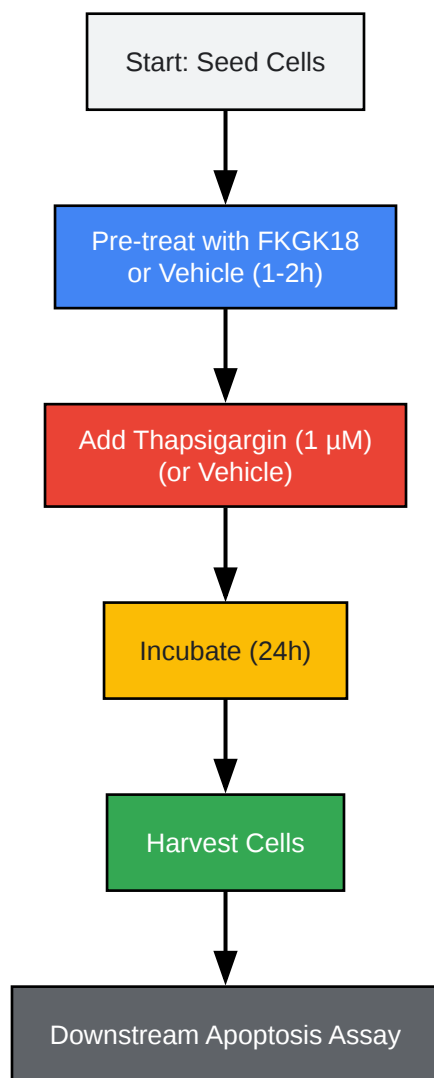 Start: Seed Cells
Pre-treat with FKGK18
or Vehicle (1-2h)
Add Thapsigargin (1 µM)
(or Vehicle)
Incubate (24h)
Harvest Cells
Downstream Apoptosis Assay